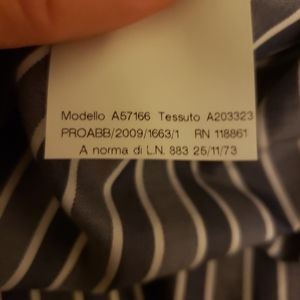 Modello A57166 Tessuto A203323
PROABB/2009/1663/1 RN 118861
A norma di L.N. 883 25/11/73